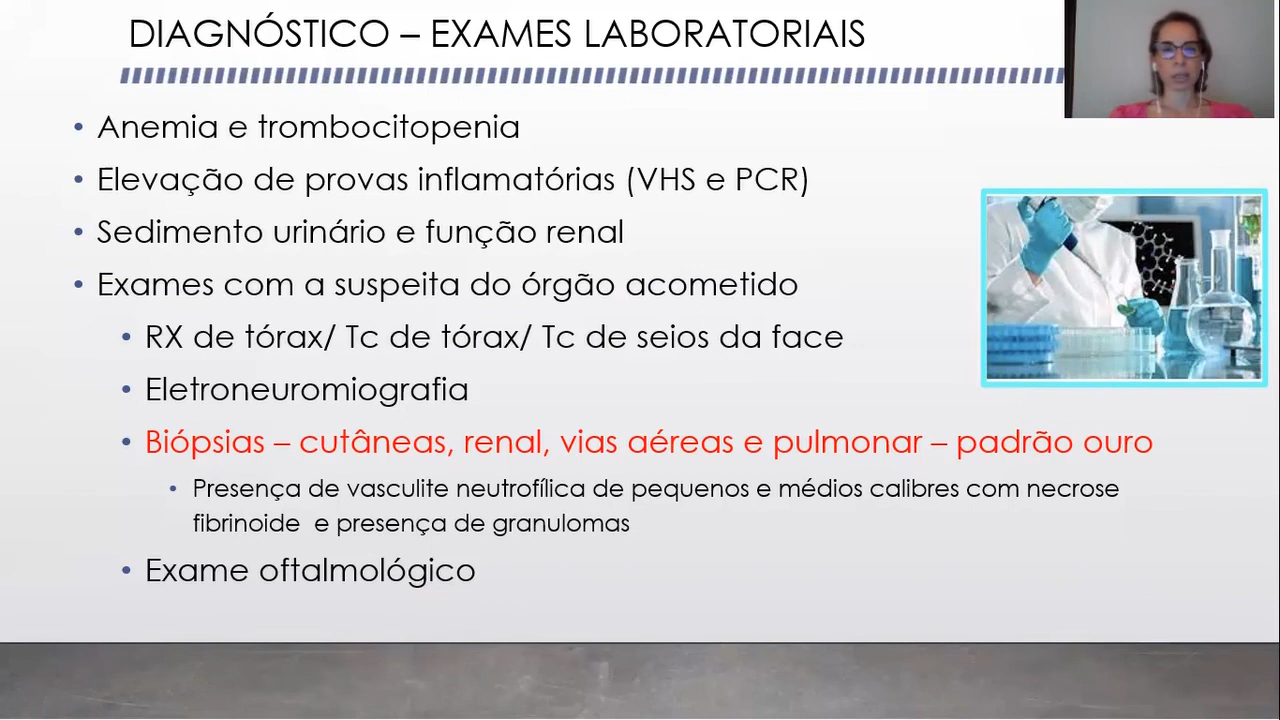 DIAGNÓSTICO – EXAMES LABORATORIAIS
• Anemia e trombocitopenia
• Elevação de provas inflamatórias (VHS e PCR)
• Sedimento urinário e função renal
• Exames com a suspeita do órgão acometido
• RX de tórax/ Tc de tórax/ Tc de seios da face
• Eletroneuromiografia
• Biópsias – cutâneas, renal, vias aéreas e pulmonar – padrão ouro
• Presença de vasculite neutrofílica de pequenos e médios calibres com necrose
fibrinoide e presença de granulomas
• Exame oftalmológico